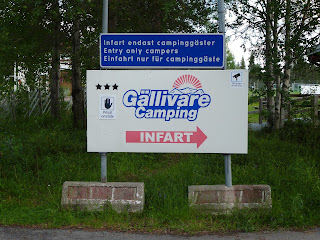 Infart endast campinggäster
Entry only campers
Einfahrt nur für campinggäste
Gällivare
Camping
INFART